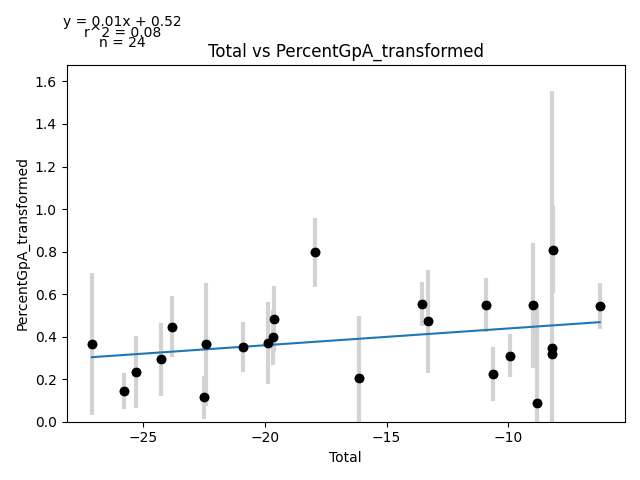 y = 0.01x + 0.52
r^2 = 0.08
n = 24
Total vs PercentGpA_transformed
PercentGpA_transformed
1.6
1.4
1.2
1.0
0.8
0.6
0.4
0.2
0.0
−25
−20
−15
−10
Total